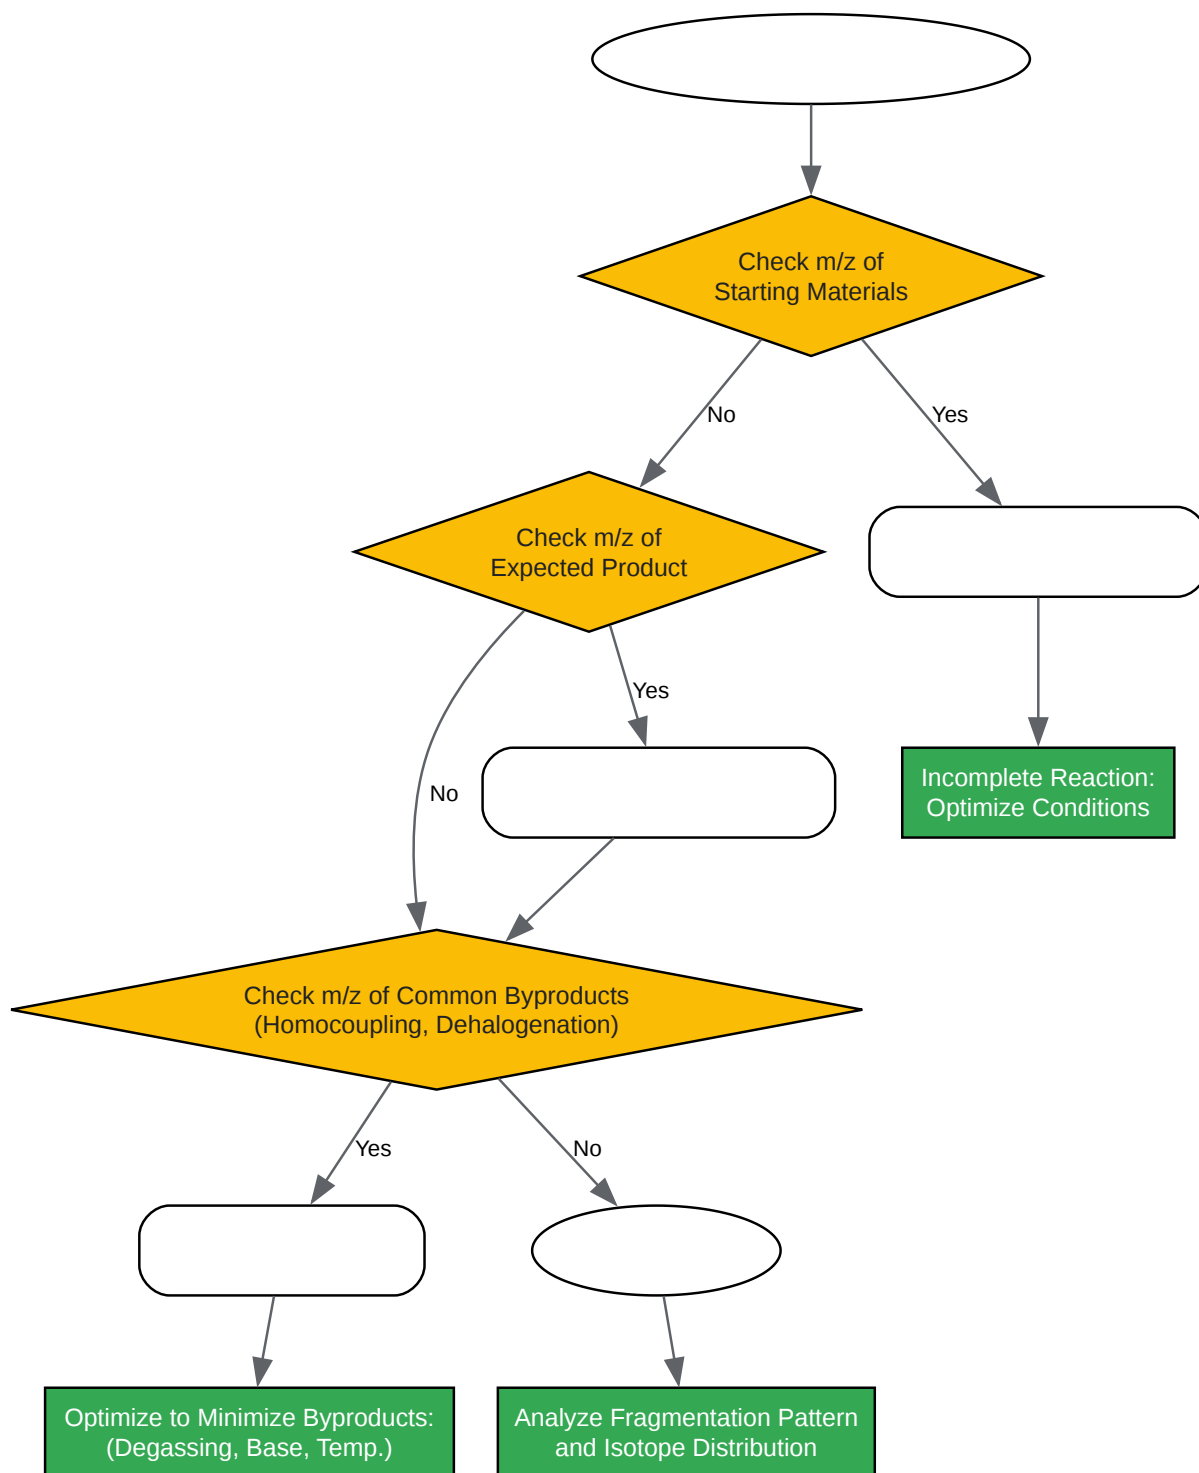 Check m/z of
Starting Materials
No
Yes
Check m/z of
Expected Product
Yes
No
Incomplete Reaction:
Optimize Conditions
Check m/z of Common Byproducts
(Homocoupling, Dehalogenation)
Yes
No
Optimize to Minimize Byproducts:
(Degassing, Base, Temp.)
Analyze Fragmentation Pattern
and Isotope Distribution